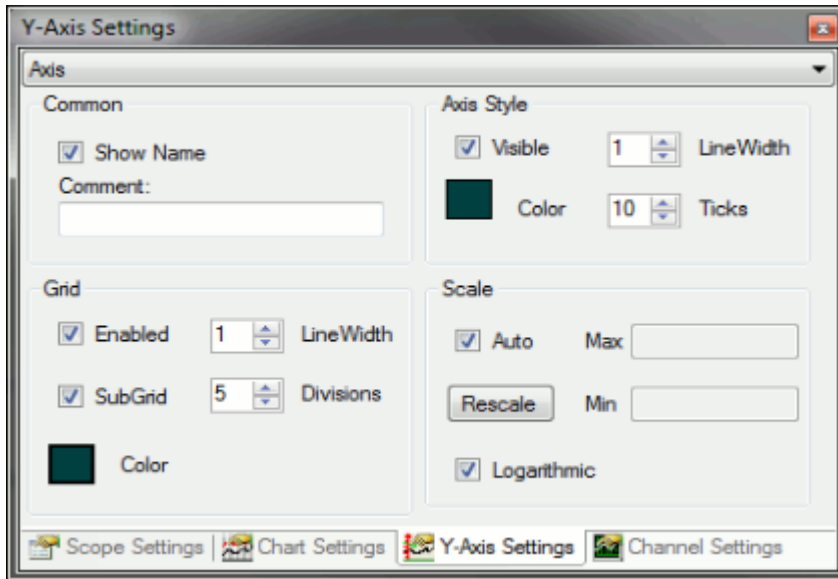 Y-Axis Settings
Axis
Common
Show Name
Comment:
Axis Style
Visible 1 LineWidth
Color 10 Ticks
Grid
Enabled 1 LineWidth
SubGrid 5 Divisions
Color
Scale
Auto Max
Rescale Min
Logarithmic
Scope Settings Chart Settings Y-Axis Settings Channel Settings